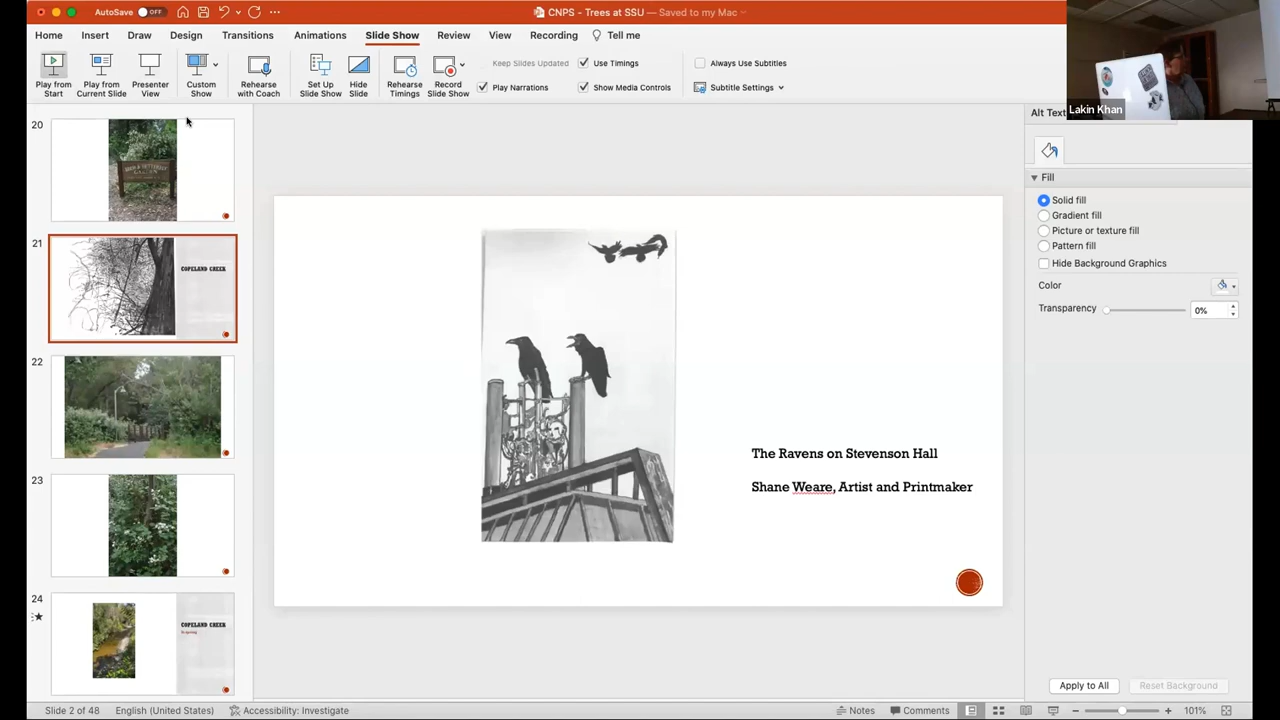 AutoSave OFF
CNPS - Trees at SSU — Saved to my Mac
Home Insert Draw Design Transitions Animations Slide Show Review View Recording Tell me
Play from Start
Play from Current Slide
Presenter View
Custom Show
Rehearse with Coach
Set Up Slide Show
Hide Slide
Rehearse Timings
Record Slide Show
Keep Slides Updated
Use Timings
Play Narrations
Show Media Controls
Always Use Subtitles
Subtitle Settings
Lakin Khan
Alt Text
20
21
COPELAND CREEK
22
23
24
COPELAND CREEK
The Ravens on Stevenson Hall
Shane Weare, Artist and Printmaker
Fill
Solid fill
Gradient fill
Picture or texture fill
Pattern fill
Hide Background Graphics
Color
Transparency 0%
Apply to All Reset Background
Slide 2 of 48 English (United States) Accessibility: Investigate Notes Comments 101%